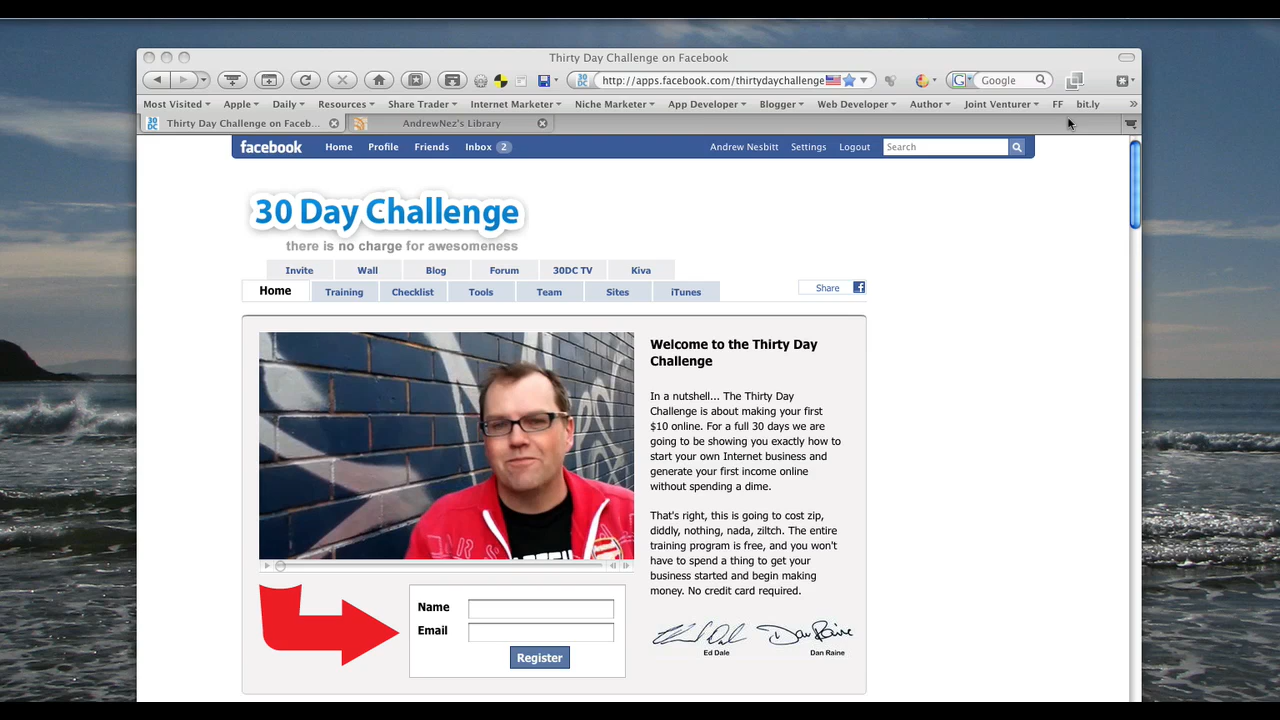 Thirty Day Challenge on Facebook
http://apps.facebook.com/thirtydaychallenge
Google
Most Visited Apple Daily Resources Share Trader Internet Marketer Niche Marketer App Developer Blogger Web Developer Author Joint Venturer FF bit.ly »
30 DC Thirty Day Challenge on Faceb... AndrewNez's Library
facebook Home Profile Friends Inbox 2 Andrew Nesbitt Settings Logout Search
30 Day Challenge
there is no charge for awesomeness
Invite Wall Blog Forum 30DC TV Kiva
Home Training Checklist Tools Team Sites iTunes Share
Welcome to the Thirty Day
Challenge
In a nutshell... The Thirty Day
Challenge is about making your first
$10 online. For a full 30 days we are
going to be showing you exactly how to
start your own Internet business and
generate your first income online
without spending a dime.
That's right, this is going to cost zip,
diddly, nothing, nada, ziltch. The entire
training program is free, and you won't
have to spend a thing to get your
business started and begin making
money. No credit card required.
Ed Dale Dan Raine
Name
Email
Register